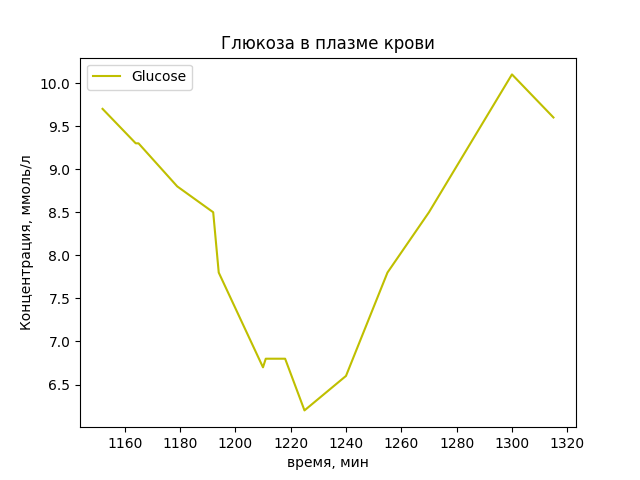 Глюкоза в плазме крови
Glucose
Концентрация, ммоль/л
10.0
9.5
9.0
8.5
8.0
7.5
7.0
6.5
1160 1180 1200 1220 1240 1260 1280 1300 1320
время, мин